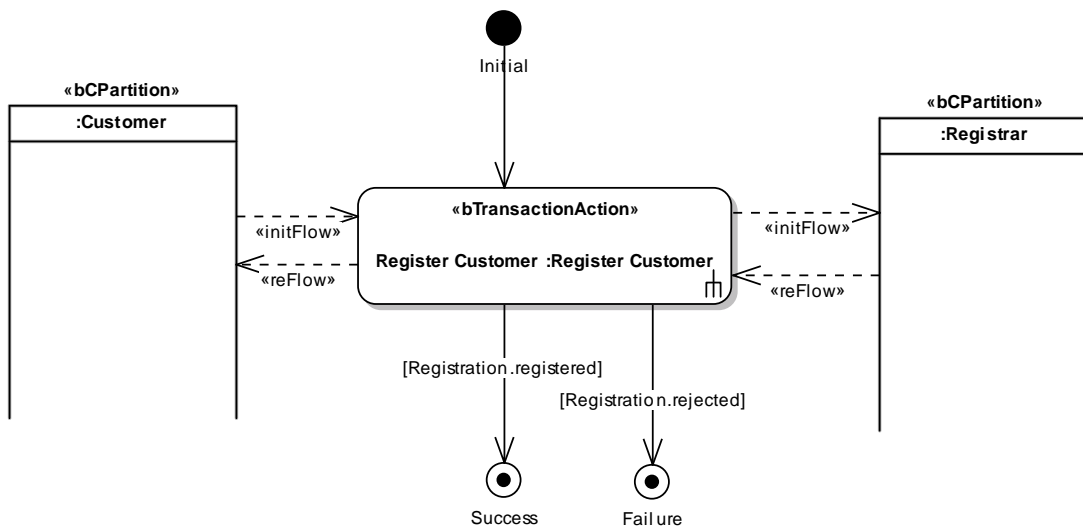 Initial
«bCPartition»
:Customer
«bCPartition»
:Registrar
«bTransactionAction»
Register Customer :Register Customer
«initFlow»
«reFlow»
«initFlow»
«reFlow»
[Registration.registered]
[Registration.rejected]
Success
Failure